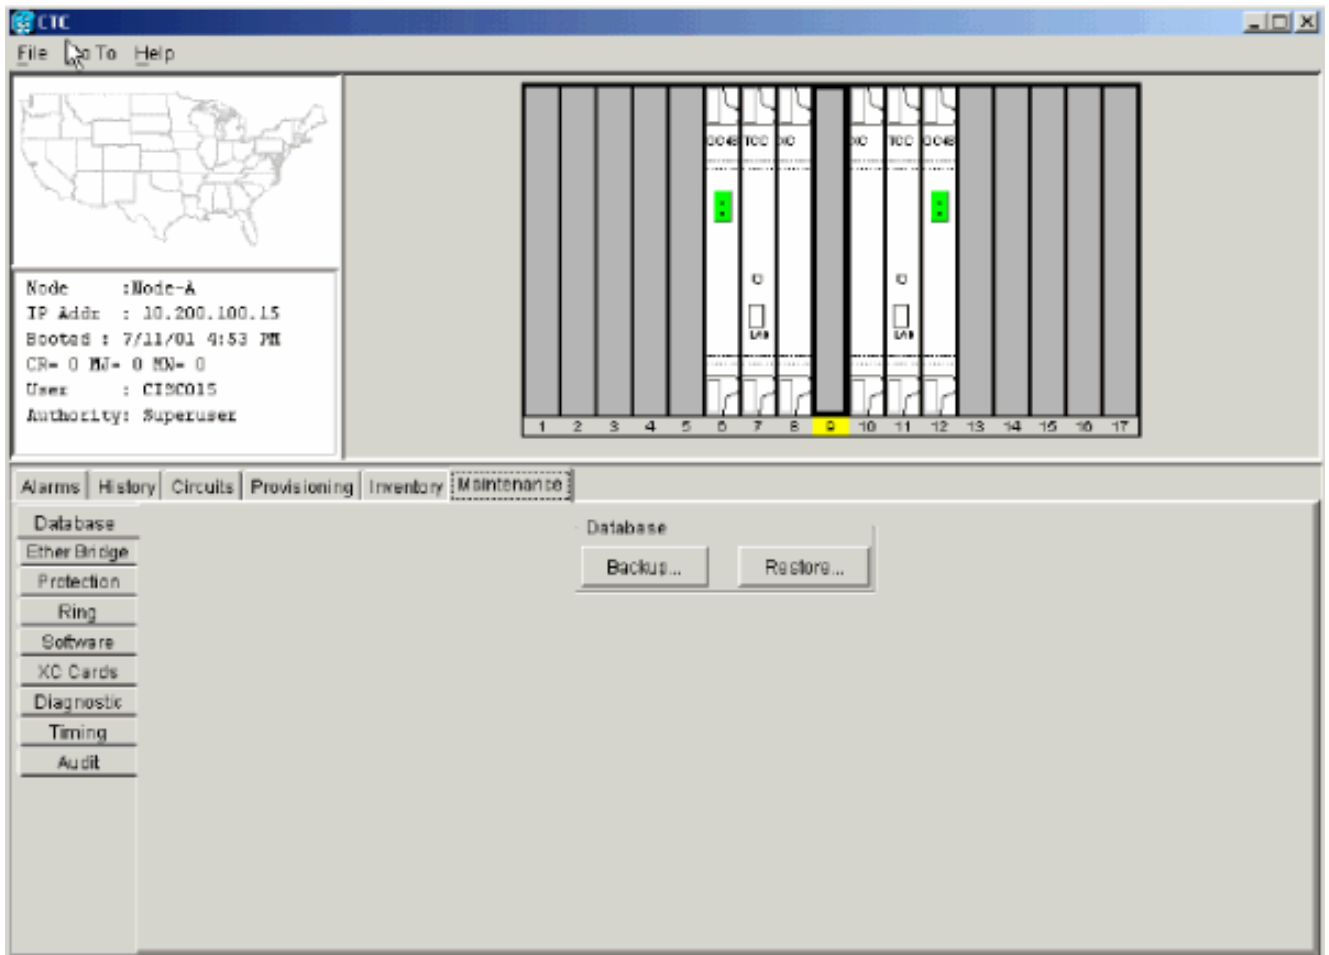 CTC
File Go To Help
OC48 TCC XC XC TCC OC48
LAN LAN
1 2 3 4 5 6 7 8 9 10 11 12 13 14 15 16 17
Node :Node-A
IP Addr : 10.200.100.15
Booted : 7/11/01 4:53 PM
CR= 0 MJ= 0 MN= 0
User : CISCO15
Authority: Superuser
Alarms History Circuits Provisioning Inventory Maintenance
Database
Ether Bridge
Protection
Ring
Software
XC Cards
Diagnostic
Timing
Audit
Database
Backup... Restore...